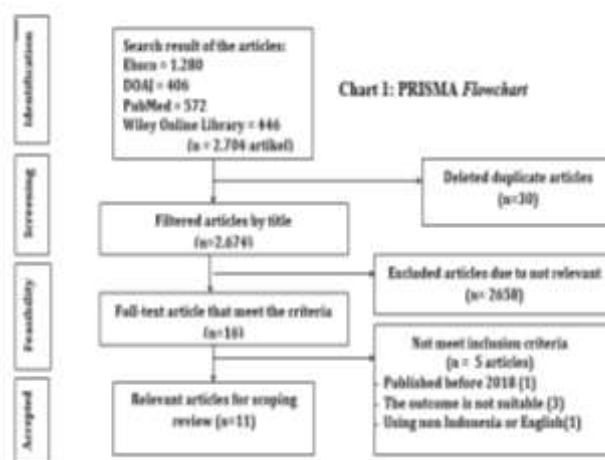 Identification
Search result of the articles:
Ebsco = 1.280
DOAJ = 406
PubMed = 572
Wiley Online Library = 446
(n = 2.704 artikel)
Chart 1: PRISMA Flowchart
Deleted duplicate articles
(n=30)
Screening
Filtered articles by title
(n=2.674)
Excluded articles due to not relevant
(n= 2658)
Feasibility
Full-text article that meet the criteria
(n=16)
Not meet inclusion criteria
(n = 5 articles)
- Published before 2018 (1)
- The outcome is not suitable (3)
- Using non Indonesia or English(1)
Accepted
Relevant articles for scoping
review (n=11)